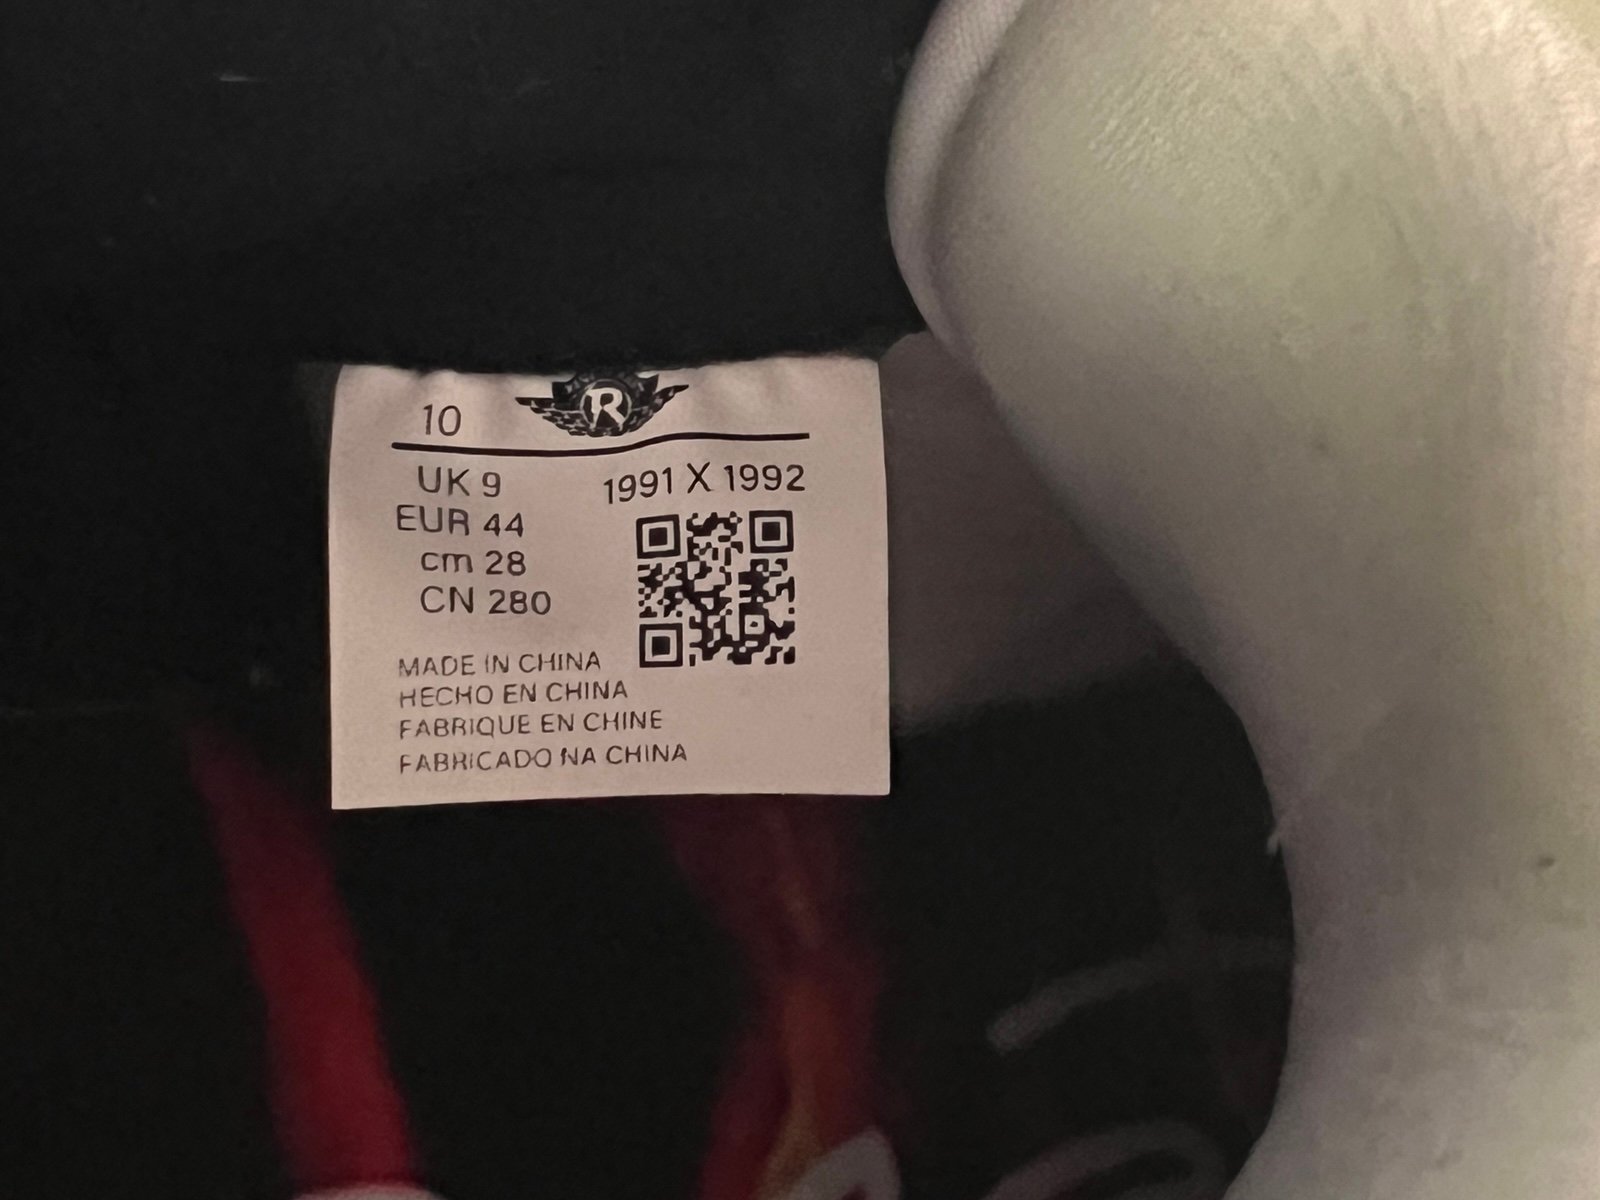 10
R
UK 9
1991 X 1992
EUR 44
cm 28
CN 280
MADE IN CHINA
HECHO EN CHINA
FABRIQUE EN CHINE
FABRICADO NA CHINA